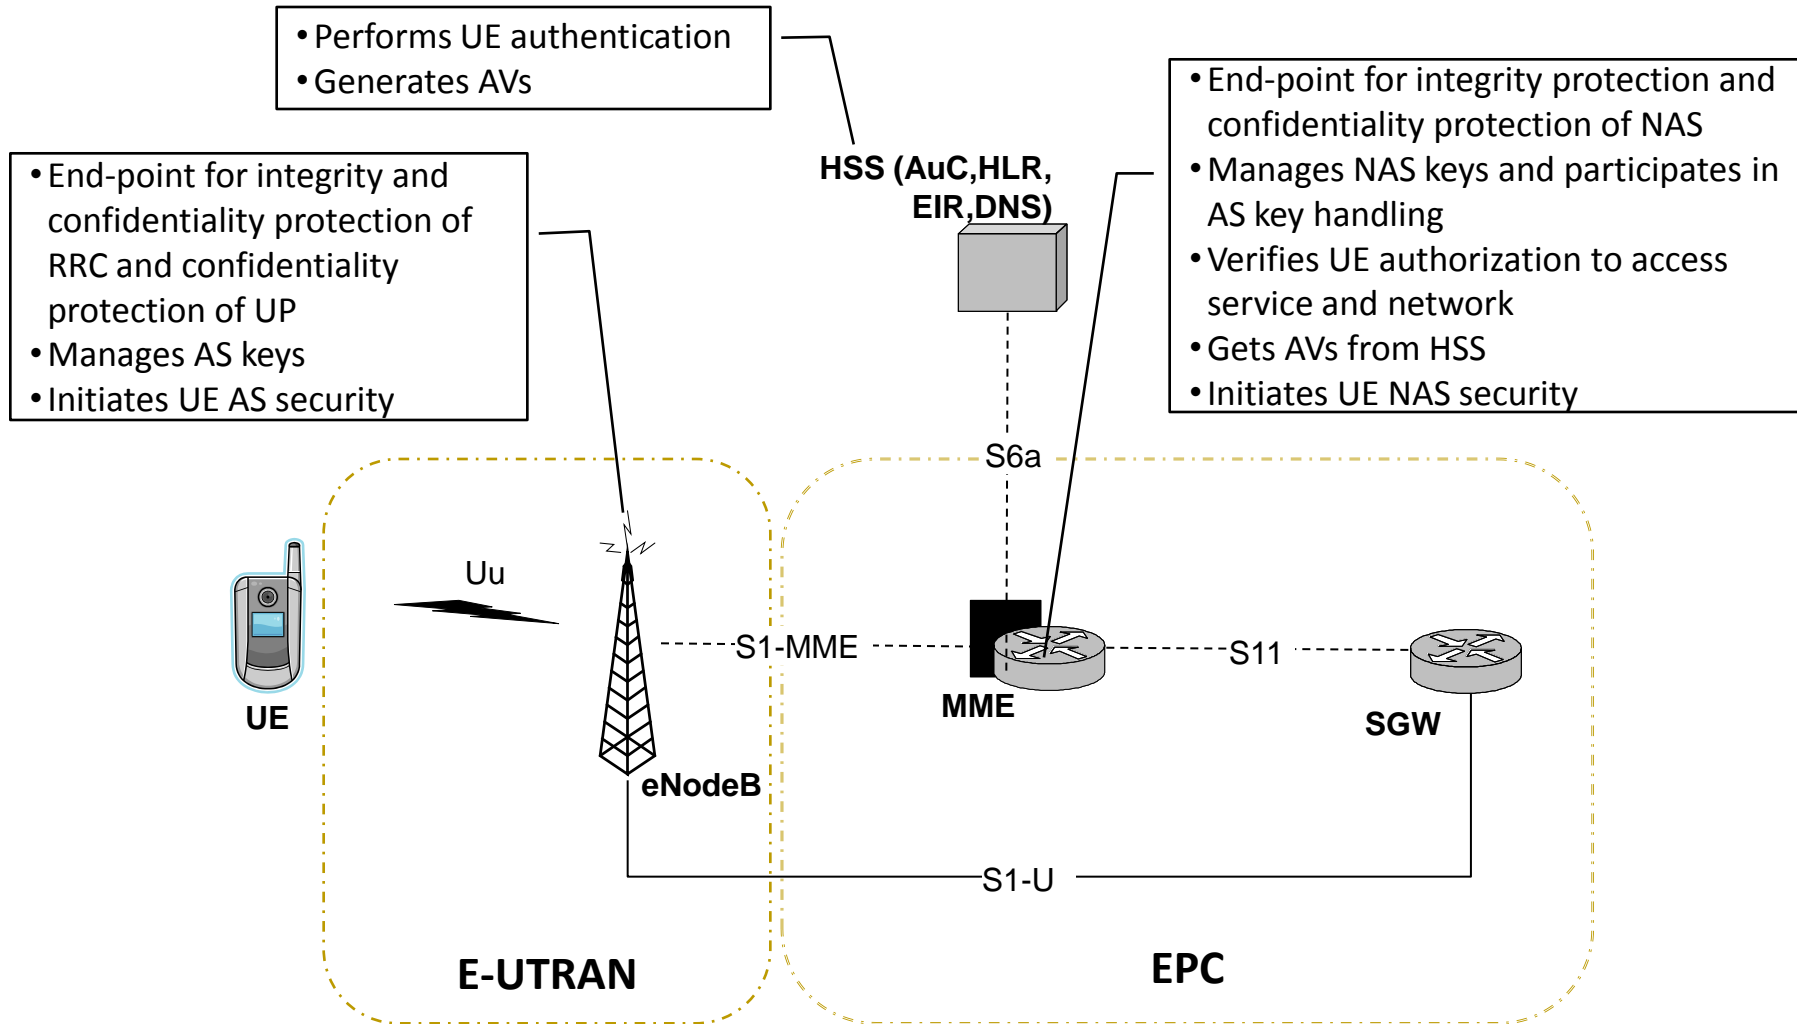 • Performs UE authentication
• Generates AVs
• End-point for integrity protection and
confidentiality protection of NAS
• Manages NAS keys and participates in
AS key handling
• Verifies UE authorization to access
service and network
• Gets AVs from HSS
• Initiates UE NAS security
• End-point for integrity and
confidentiality protection of
RRC and confidentiality
protection of UP
• Manages AS keys
• Initiates UE AS security
HSS (AuC,HLR,
EIR,DNS)
S6a
Uu
S1-MME
S11
UE
MME
SGW
eNodeB
S1-U
E-UTRAN
EPC